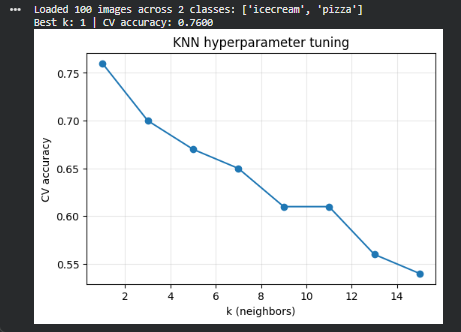 Loaded 100 images across 2 classes: ['icecream', 'pizza']
Best k: 1 | CV accuracy: 0.7600
KNN hyperparameter tuning
0.75
0.70
0.65
0.60
0.55
CV accuracy
2 4 6 8 10 12 14
k (neighbors)